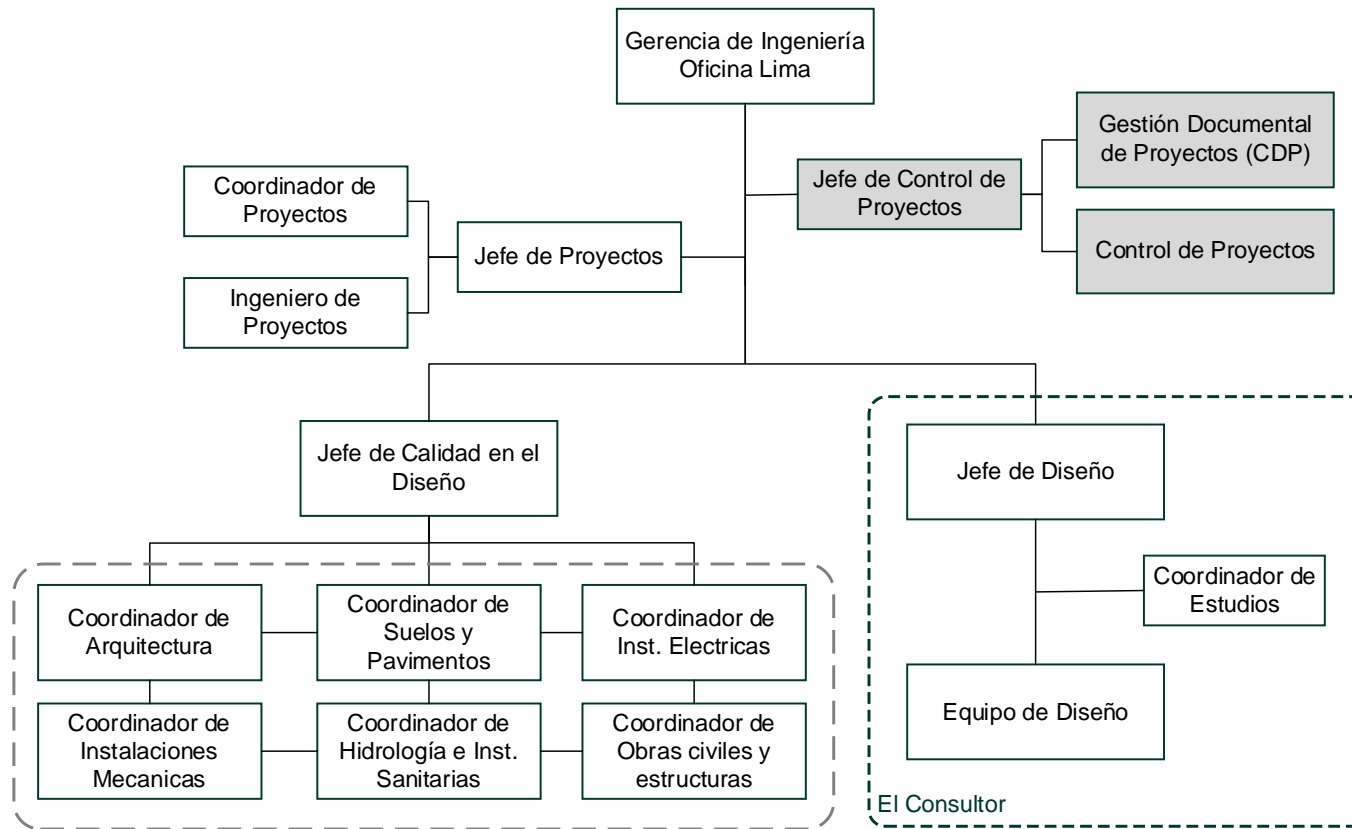 Gerencia de Ingeniería
Oficina Lima
Gestión Documental
de Proyectos (CDP)
Jefe de Control de
Proyectos
Control de Proyectos
Coordinador de
Proyectos
Jefe de Proyectos
Ingeniero de
Proyectos
Jefe de Calidad en el
Diseño
Jefe de Diseño
Coordinador de
Estudios
Equipo de Diseño
El Consultor
Coordinador de
Arquitectura
Coordinador de
Suelos y
Pavimentos
Coordinador de
Inst. Electricas
Coordinador de
Instalaciones
Mecanicas
Coordinador de
Hidrología e Inst.
Sanitarias
Coordinador de
Obras civiles y
estructuras